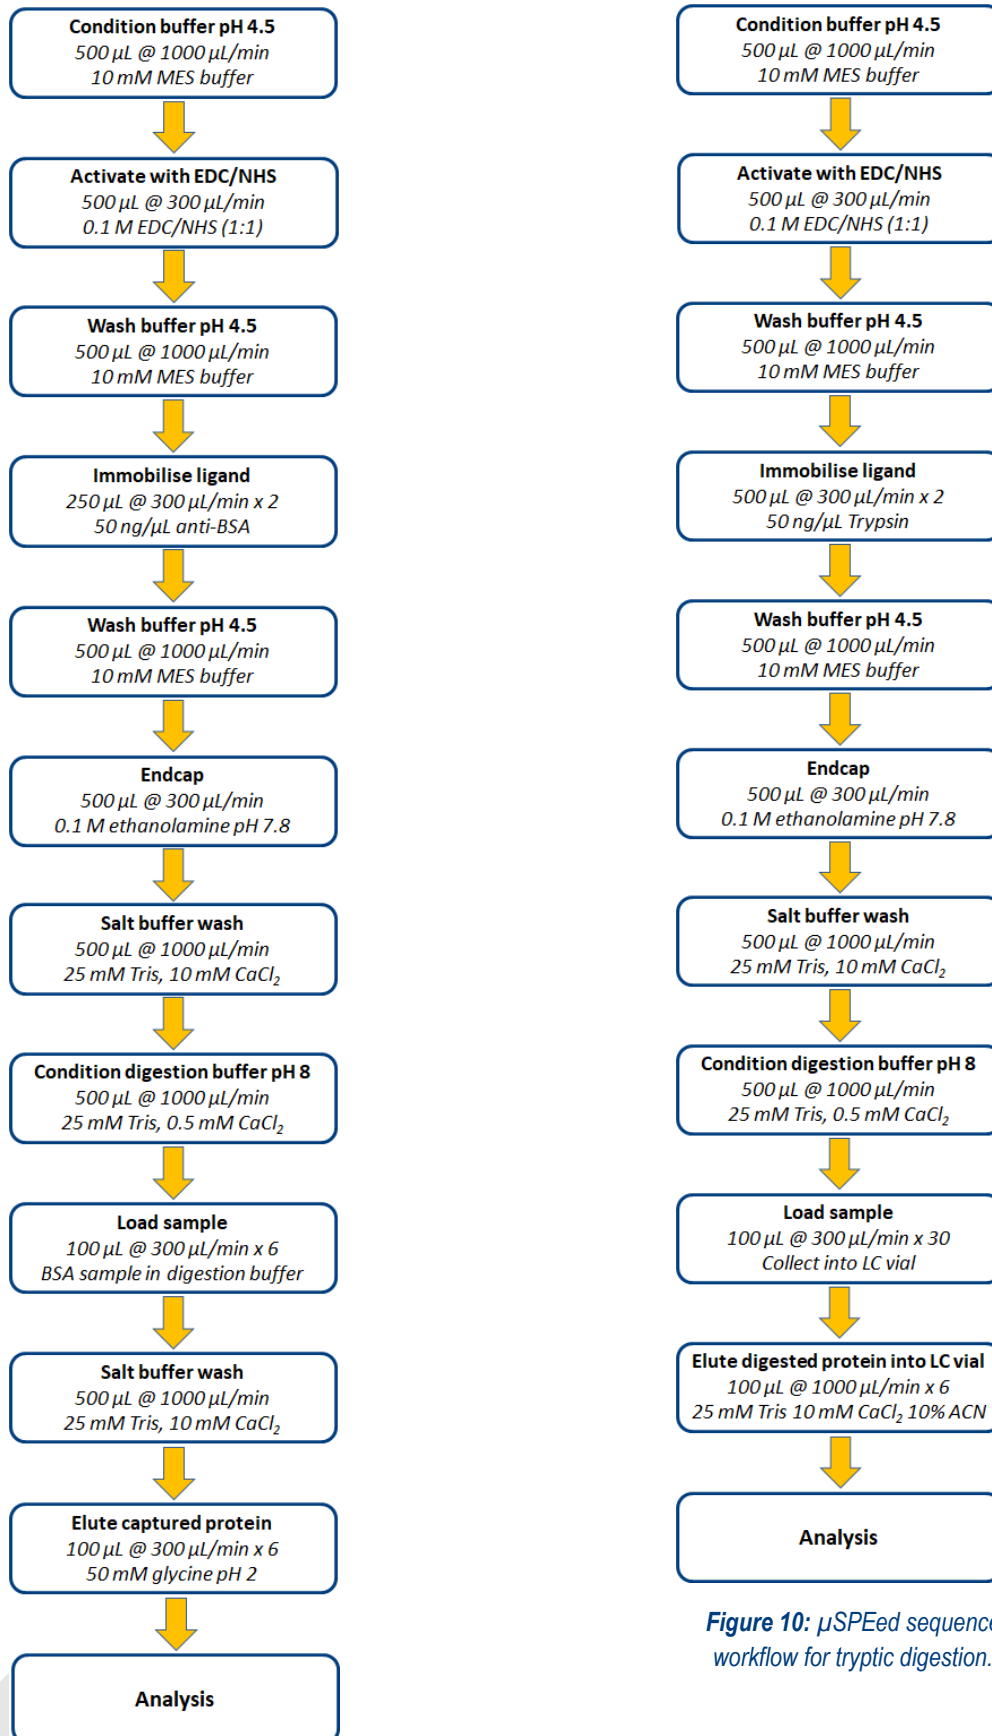 Condition buffer pH 4.5
500 µL @ 1000 µL/min
10 mM MES buffer
Activate with EDC/NHS
500 µL @ 300 µL/min
0.1 M EDC/NHS (1:1)
Wash buffer pH 4.5
500 µL @ 1000 µL/min
10 mM MES buffer
Immobilise ligand
250 µL @ 300 µL/min x 2
50 ng/µL anti-BSA
Wash buffer pH 4.5
500 µL @ 1000 µL/min
10 mM MES buffer
Endcap
500 µL @ 300 µL/min
0.1 M ethanolamine pH 7.8
Salt buffer wash
500 µL @ 1000 µL/min
25 mM Tris, 10 mM CaCl₂
Condition digestion buffer pH 8
500 µL @ 1000 µL/min
25 mM Tris, 0.5 mM CaCl₂
Load sample
100 µL @ 300 µL/min x 6
BSA sample in digestion buffer
Salt buffer wash
500 µL @ 1000 µL/min
25 mM Tris, 10 mM CaCl₂
Elute captured protein
100 µL @ 300 µL/min x 6
50 mM glycine pH 2
Analysis
Condition buffer pH 4.5
500 µL @ 1000 µL/min
10 mM MES buffer
Activate with EDC/NHS
500 µL @ 300 µL/min
0.1 M EDC/NHS (1:1)
Wash buffer pH 4.5
500 µL @ 1000 µL/min
10 mM MES buffer
Immobilise ligand
500 µL @ 300 µL/min x 2
50 ng/µL Trypsin
Wash buffer pH 4.5
500 µL @ 1000 µL/min
10 mM MES buffer
Endcap
500 µL @ 300 µL/min
0.1 M ethanolamine pH 7.8
Salt buffer wash
500 µL @ 1000 µL/min
25 mM Tris, 10 mM CaCl₂
Condition digestion buffer pH 8
500 µL @ 1000 µL/min
25 mM Tris, 0.5 mM CaCl₂
Load sample
100 µL @ 300 µL/min x 30
Collect into LC vial
Elute digested protein into LC vial
100 µL @ 1000 µL/min x 6
25 mM Tris 10 mM CaCl₂ 10% ACN
Analysis
Figure 10: µSPEed sequence
workflow for tryptic digestion.